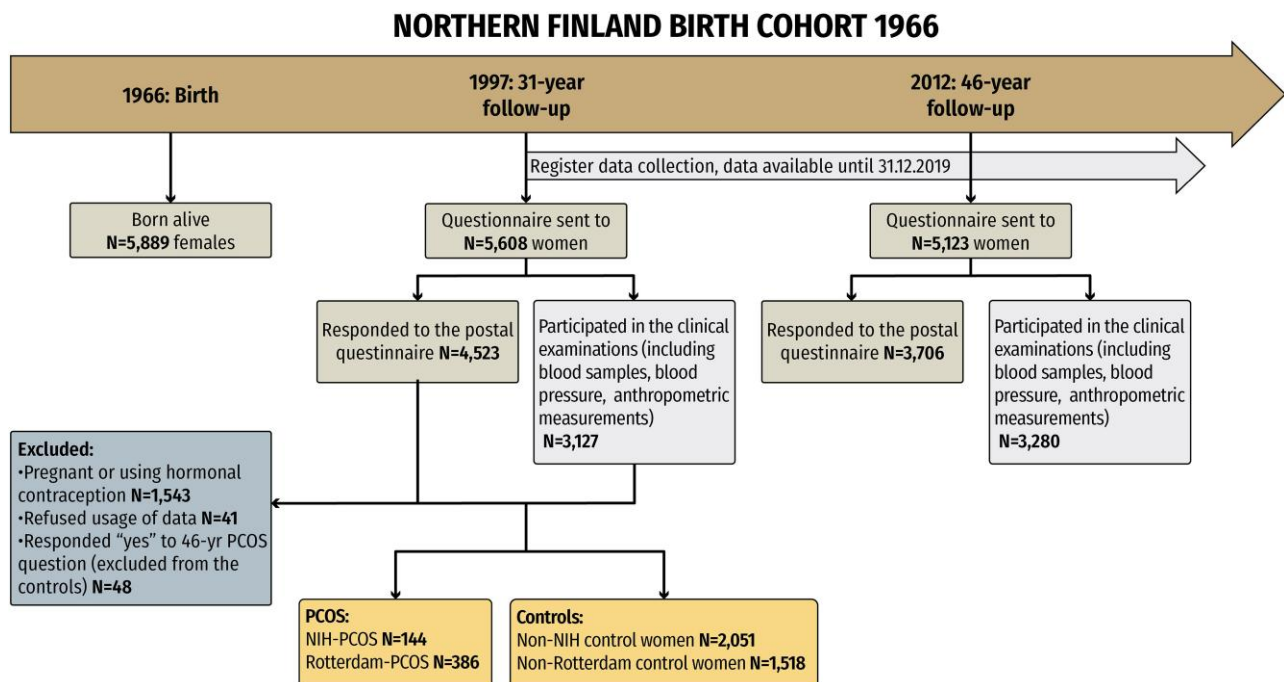 NORTHERN FINLAND BIRTH COHORT 1966
1966: Birth
1997: 31-year
follow-up
2012: 46-year
follow-up
Register data collection, data available until 31.12.2019
Born alive
N=5,889 females
Questionnaire sent to
N=5,608 women
Questionnaire sent to
N=5,123 women
Responded to the postal
questinnaire N=4,523
Participated in the clinical
examinations (including
blood samples, blood
pressure, anthropometric
measurements)
N=3,127
Responded to the postal
questinnaire N=3,706
Participated in the clinical
examinations (including
blood samples, blood
pressure, anthropometric
measurements)
N=3,280
Excluded:
•Pregnant or using hormonal
contraception N=1,543
•Refused usage of data N=41
•Responded “yes” to 46-yr PCOS
question (excluded from the
controls) N=48
PCOS:
NIH-PCOS N=144
Rotterdam-PCOS N=386
Controls:
Non-NIH control women N=2,051
Non-Rotterdam control women N=1,518